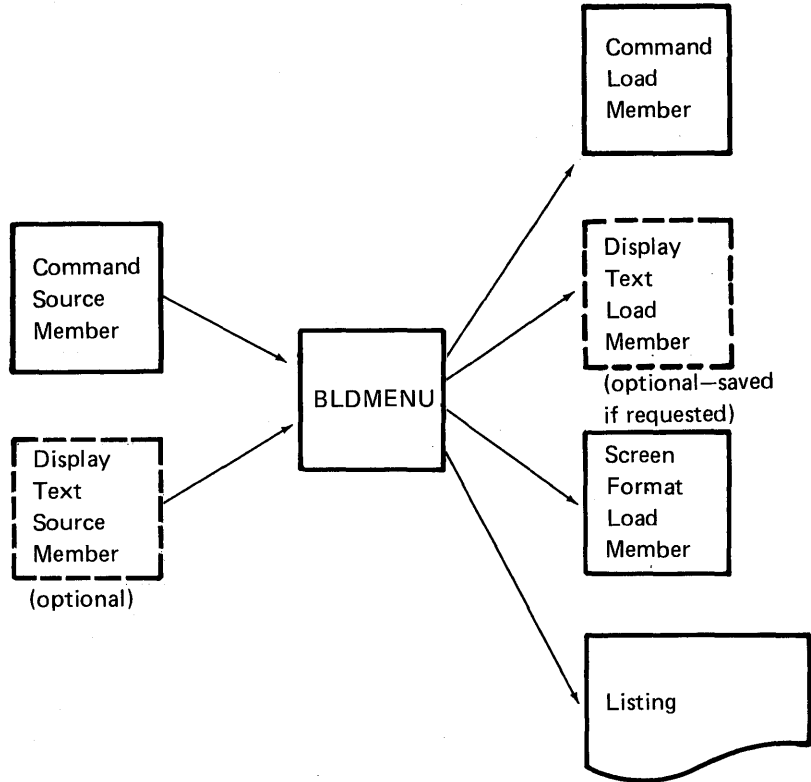 Command
Source
Member
Display
Text
Source
Member
(optional)
BLDMENU
Command
Load
Member
Display
Text
Load
Member
(optional—saved
if requested)
Screen
Format
Load
Member
Listing